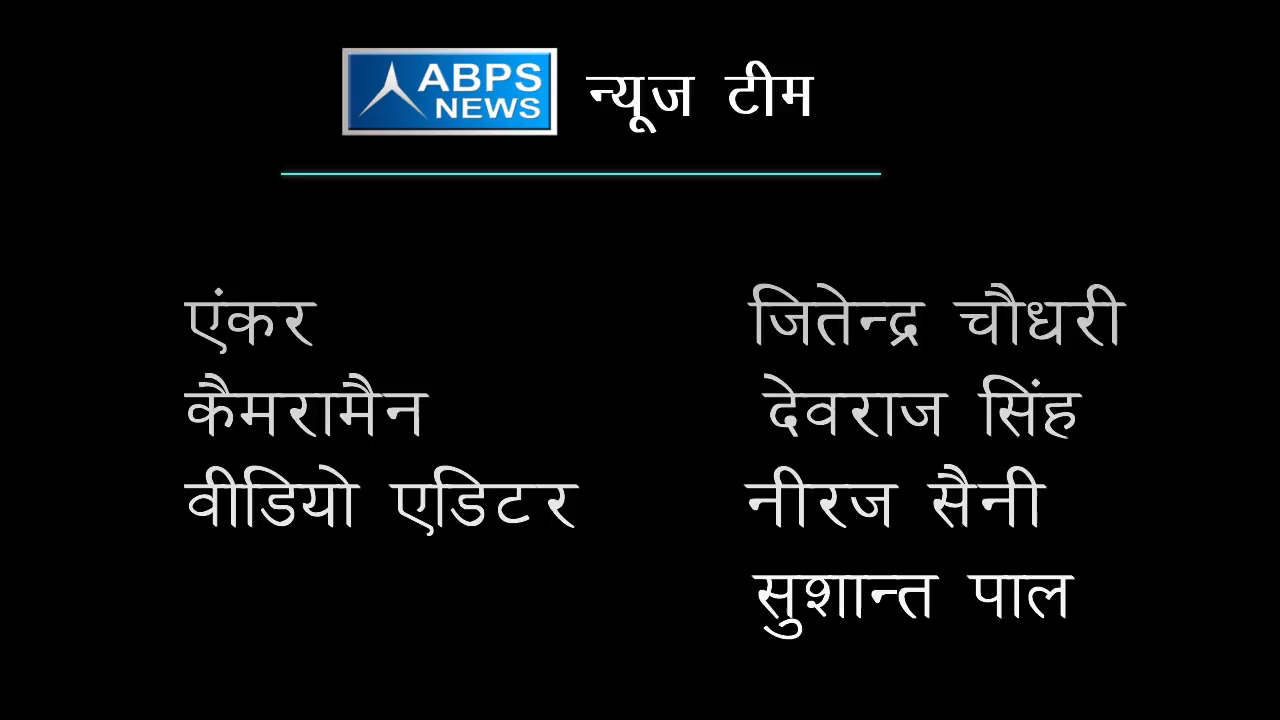 ABPS NEWS न्यूज टीम
एंकर जितेन्द्र चौधरी
कैमरामैन देवराज सिंह
वीडियो एडिटर नीरज सैनी
सुशान्त पाल